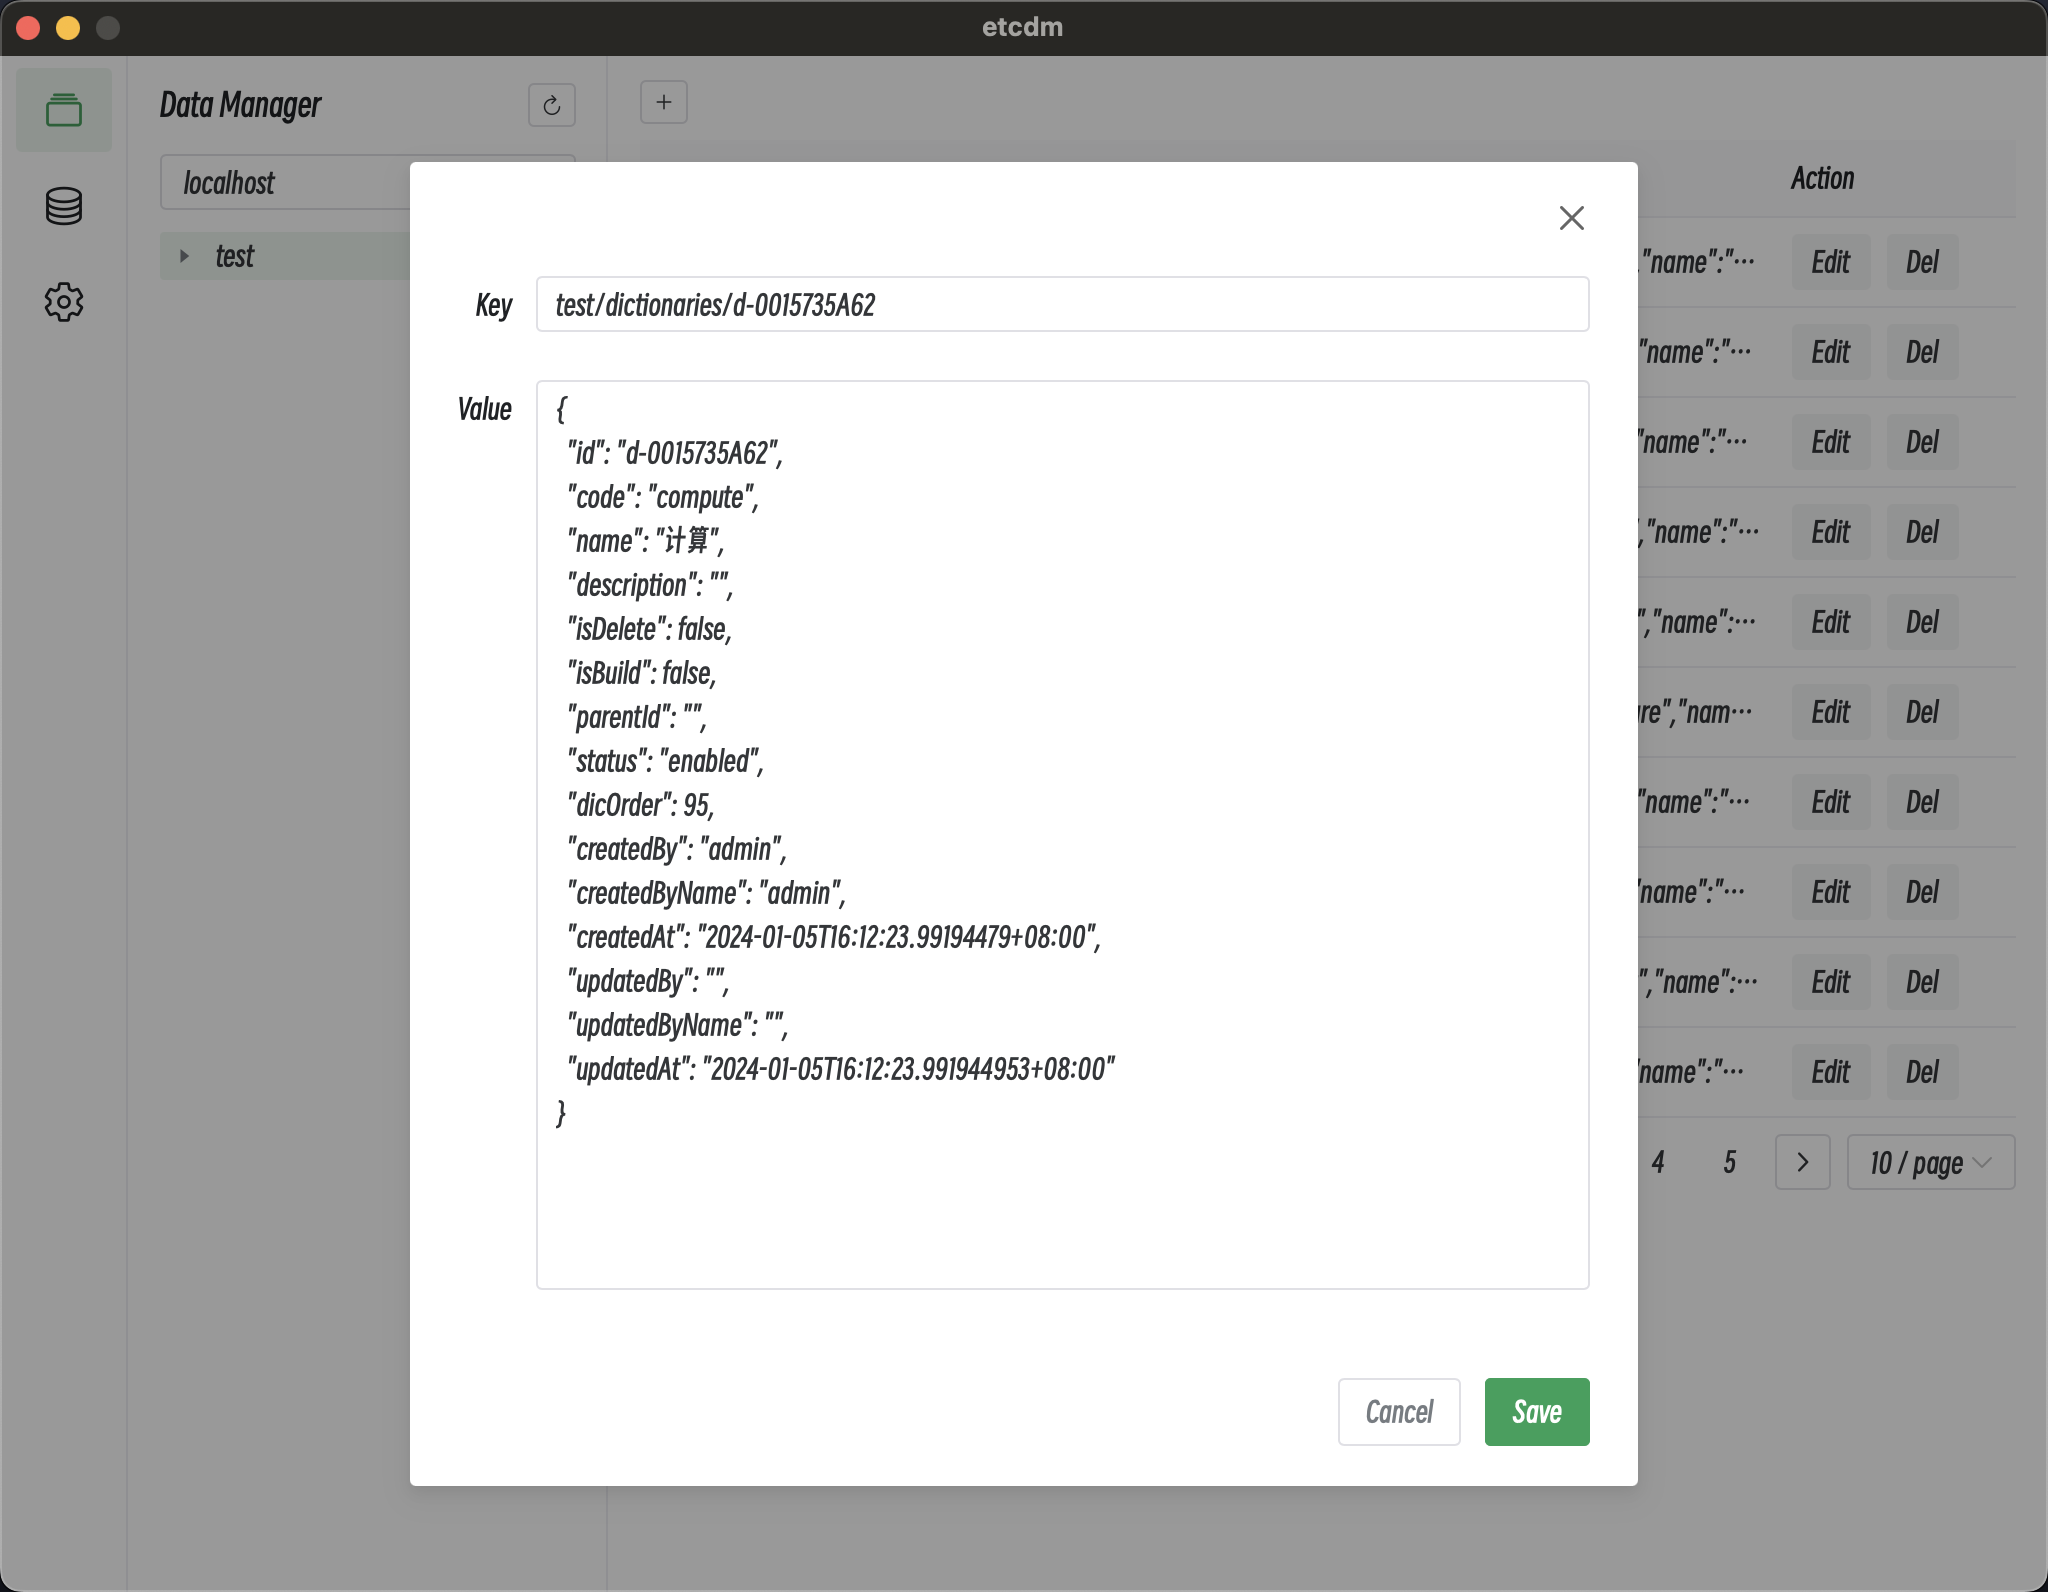 etcdm
Data Manager
localhost
test
Action
"name":"··· Edit Del
"name":"··· Edit Del
"name":"··· Edit Del
,"name":"··· Edit Del
","name":··· Edit Del
re","nam··· Edit Del
"name":"··· Edit Del
name":"··· Edit Del
","name":··· Edit Del
name":"··· Edit Del
4 5 10 / page
Key
test/dictionaries/d-0015735A62
Value
{
"id": "d-0015735A62",
"code": "compute",
"name": "计算",
"description": "",
"isDelete": false,
"isBuild": false,
"parentId": "",
"status": "enabled",
"dicOrder": 95,
"createdBy": "admin",
"createdByName": "admin",
"createdAt": "2024-01-05T16:12:23.99194479+08:00",
"updatedBy": "",
"updatedByName": "",
"updatedAt": "2024-01-05T16:12:23.991944953+08:00"
}
Cancel
Save